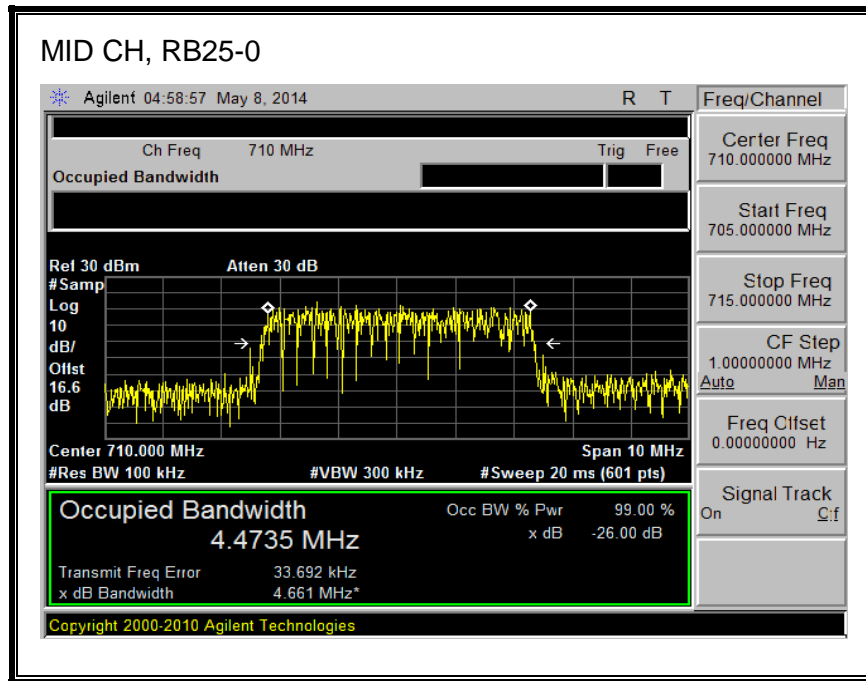 MID CH, RB25-0
Agilent 04:58:57 May 8, 2014 R T
Freq/Channel
Ch Freq 710 MHz Trig Free
Occupied Bandwidth
Center Freq
710.000000 MHz
Start Freq
705.000000 MHz
Stop Freq
715.000000 MHz
CF Step
1.00000000 MHz
Auto Man
Freq Offset
0.00000000 Hz
Signal Track
On Off
Ref 30 dBm Atten 30 dB
#Samp
Log
10
dB/
Offst
16.6
dB
Center 710.000 MHz Span 10 MHz
#Res BW 100 kHz #VBW 300 kHz #Sweep 20 ms (601 pts)
Occupied Bandwidth
4.4735 MHz
Occ BW % Pwr 99.00 %
x dB -26.00 dB
Transmit Freq Error 33.692 kHz
x dB Bandwidth 4.661 MHz*
Copyright 2000-2010 Agilent Technologies